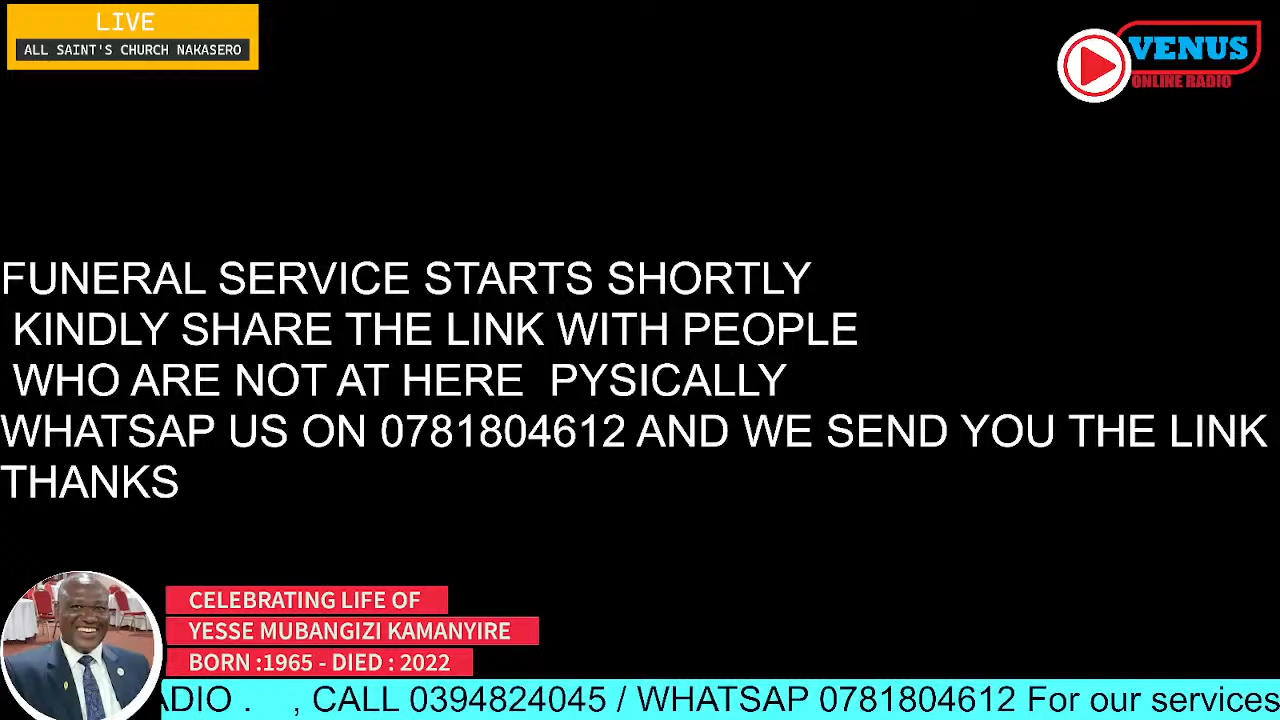 LIVE
ALL SAINT'S CHURCH NAKASERO
VENUS
ONLINE RADIO
FUNERAL SERVICE STARTS SHORTLY
KINDLY SHARE THE LINK WITH PEOPLE
WHO ARE NOT AT HERE PYSICALLY
WHATSAP US ON 0781804612 AND WE SEND YOU THE LINK
THANKS
CELEBRATING LIFE OF
YESSE MUBANGIZI KAMANYIRE
BORN :1965 - DIED : 2022
ADIO . , CALL 0394824045 / WHATSAP 0781804612 For our services